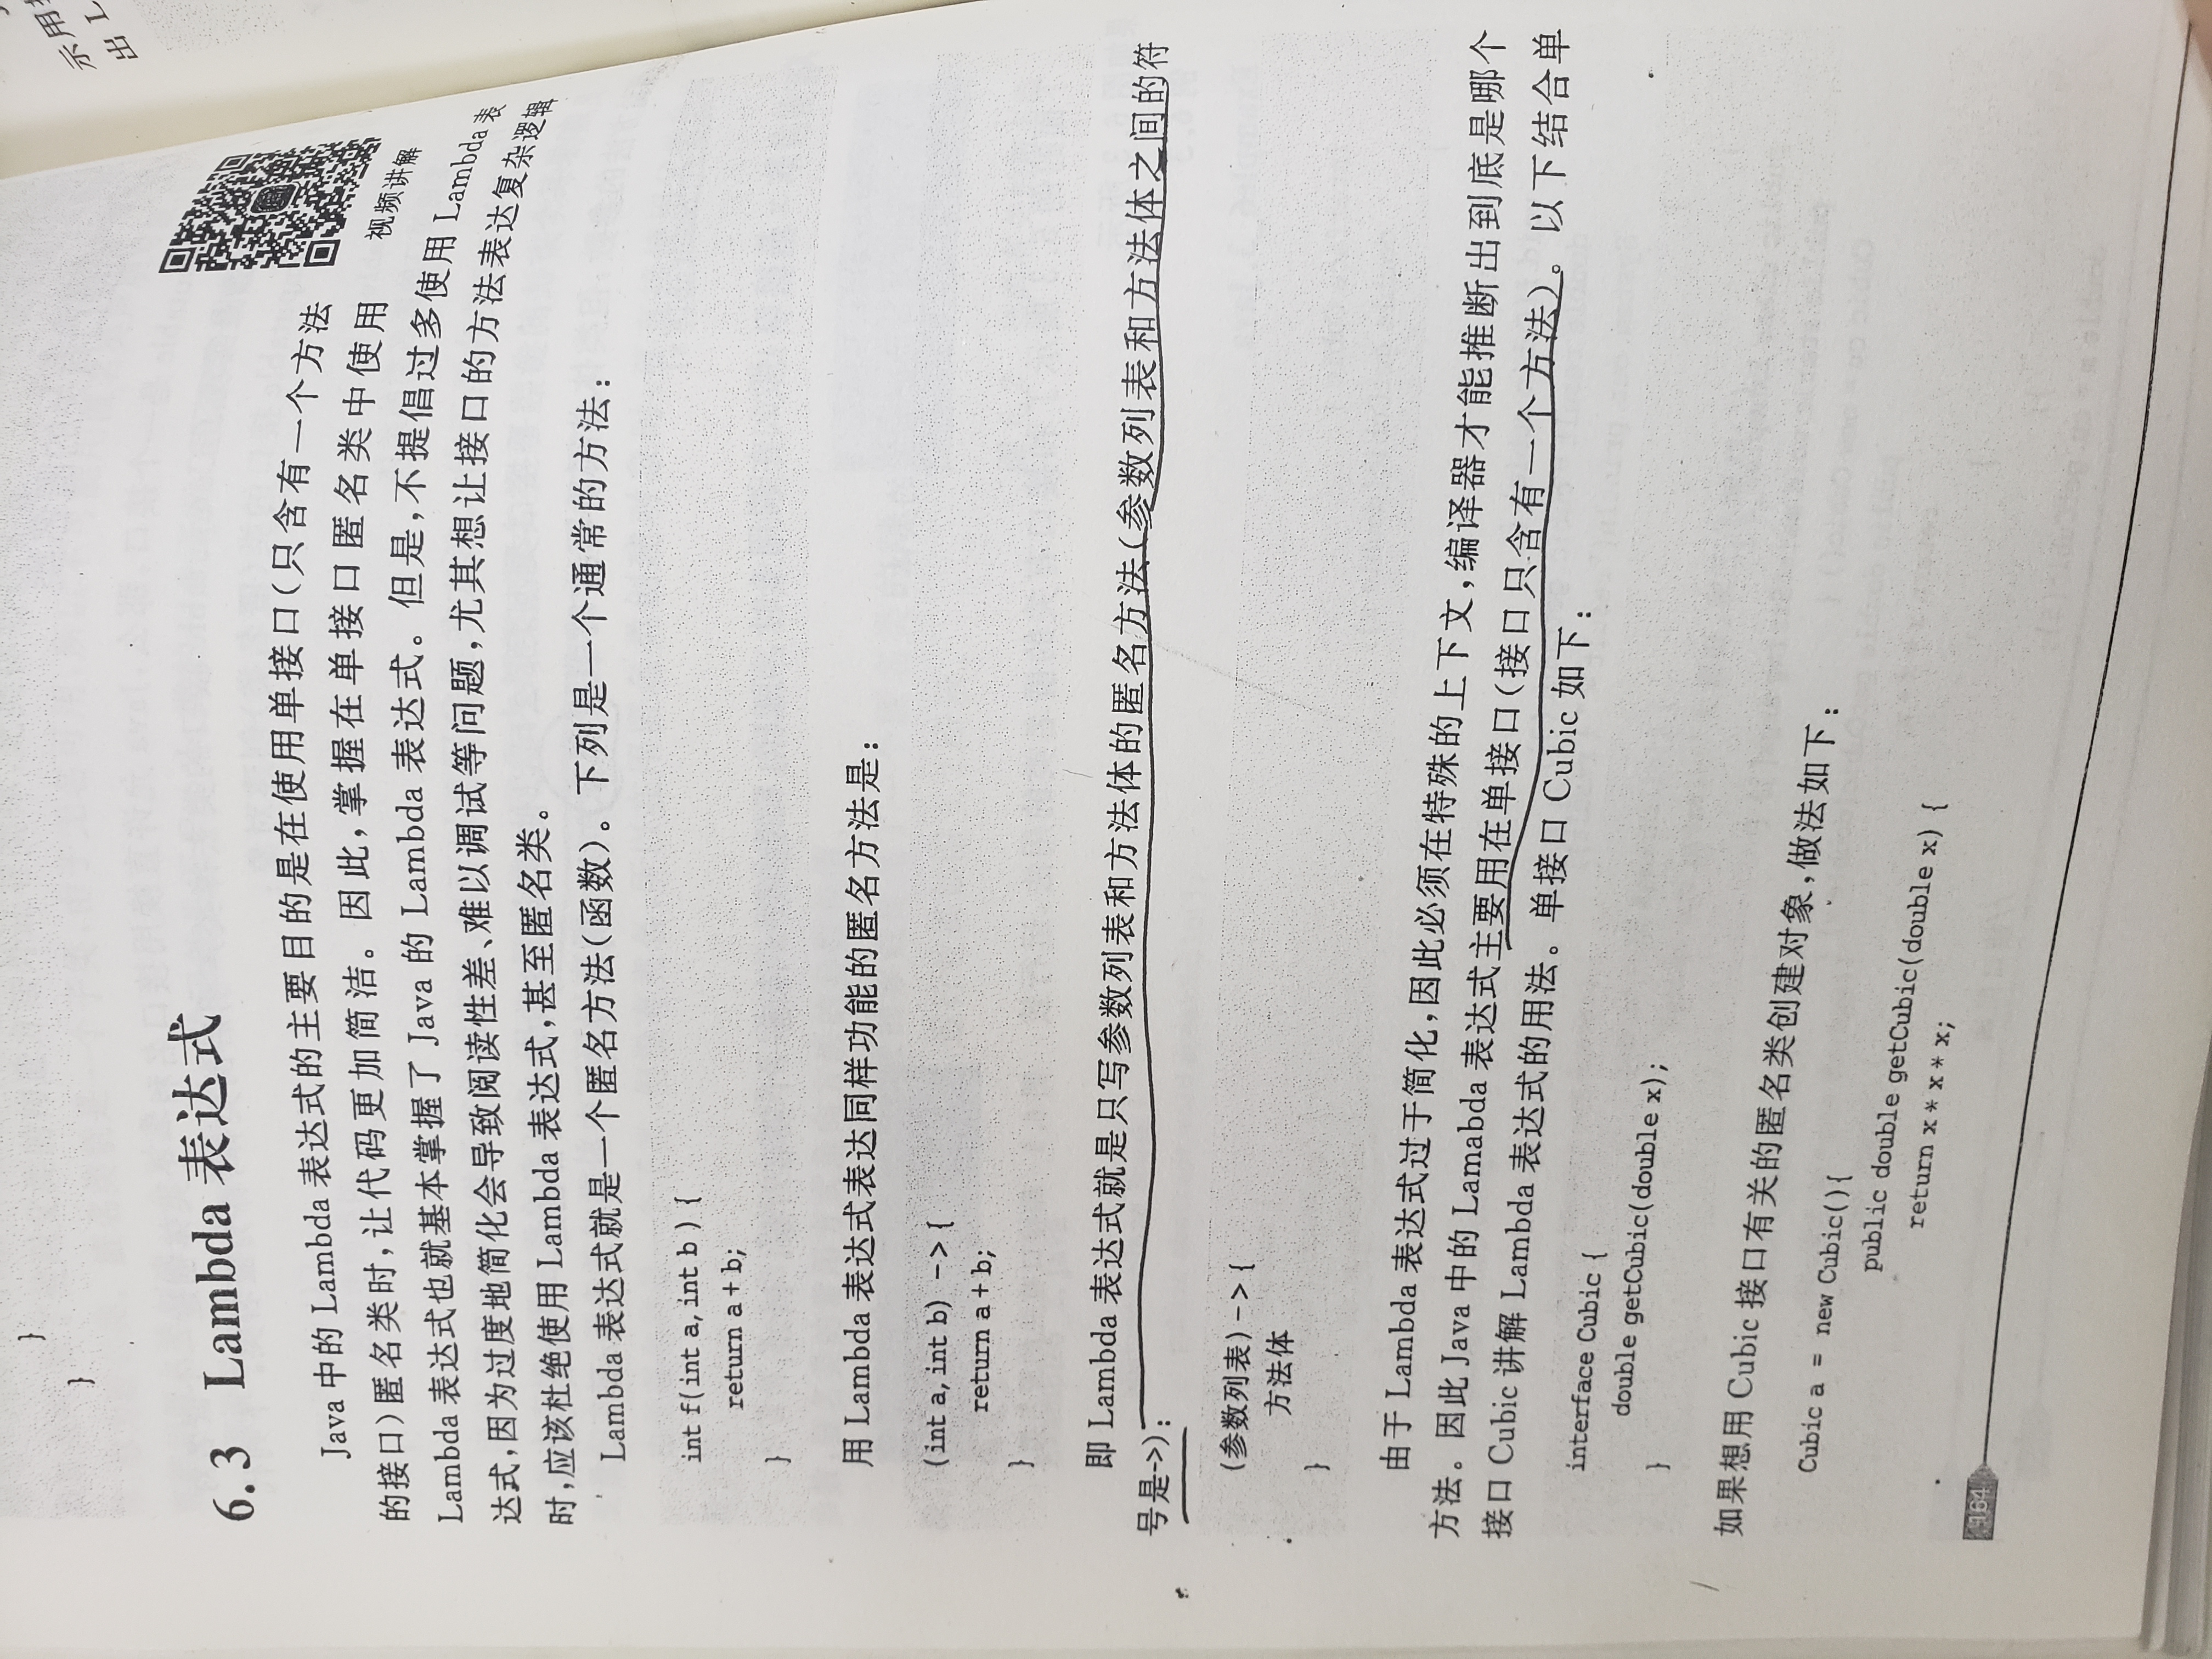 }
}
6.3 Lambda 表达式
Java 中的 Lambda 表达式的主要目的是在使用单接口(只含有一个方法
的接口)匿名类时,让代码更加简洁。因此,掌握在单接口匿名类中使用
Lambda 表达式也就基本掌握了 Java 的 Lambda 表达式。但是,不提倡过多使用 Lambda 表
达式,因为过度地简化会导致阅读性差、难以调试等问题,尤其想让接口的方法表达复杂逻辑
时,应该杜绝使用 Lambda 表达式,甚至匿名类。
视频讲解
Lambda 表达式就是一个匿名方法(函数)。下列是一个通常的方法:
int f(int a,int b ) {
return a + b;
}
用 Lambda 表达式表达同样功能的匿名方法是:
(int a,int b) -> {
return a + b;
}
即 Lambda 表达式就是只写参数列表和方法体的匿名方法(参数列表和方法体之间的符
号是->):
(参数列表) -> {
方法体
}
由于 Lambda 表达式过于简化,因此必须在特殊的上下文,编译器才能推断出到底是哪个
方法。因此 Java 中的 Lamabda 表达式主要用在单接口(接口只含有一个方法)。以下结合单
接口 Cubic 讲解 Lambda 表达式的用法。单接口 Cubic 如下:
interface Cubic {
double getCubic(double x);
}
如果想用 Cubic 接口有关的匿名类创建对象,做法如下:
Cubic a = new Cubic(){
public double getCubic(double x) {
return x * x * x;
164
示用
出 L